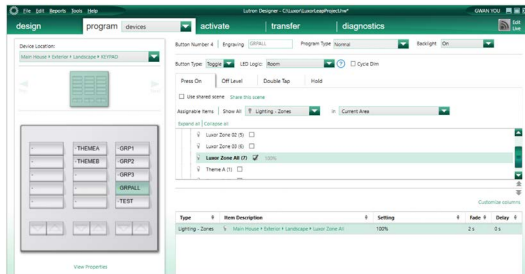 File Edit Reports Tools Help
Lutron Designer - C:\Luxor\LuxorLeapProject.hw*
GWAN YOU
design
program
devices
activate
transfer
diagnostics
Edit
Live
Device Location:
Main House • Exterior • Landscape • KEYPAD
THEMEA GRP1
THEMEB GRP2
GRP3
GRPALL
TEST
View Properties
Button Number 4 Engraving GRPALL Program Type Normal Backlight On
Button Type: Toggle LED Logic: Room ? Cycle Dim
Press On Off Level Double Tap Hold
Use shared scene Share this scene
Assignable Items Show All Lighting - Zones in Current Area
Expand all | Collapse all
Luxor Zone 02 (5)
Luxor Zone 03 (6)
Luxor Zone All (7) 100%
Theme A (1)
Customize columns
Type Item Description Setting Fade Delay
Lighting - Zones Main House • Exterior • Landscape • Luxor Zone All 100% 2 s 0 s